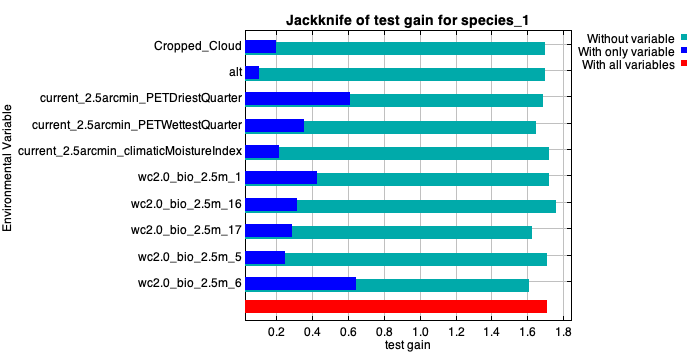 Jackknife of test gain for species_1
Without variable
With only variable
With all variables
Environmental Variable
Cropped_Cloud
alt
current_2.5arcmin_PETDriestQuarter
current_2.5arcmin_PETWettestQuarter
current_2.5arcmin_climaticMoistureIndex
wc2.0_bio_2.5m_1
wc2.0_bio_2.5m_16
wc2.0_bio_2.5m_17
wc2.0_bio_2.5m_5
wc2.0_bio_2.5m_6
0.2 0.4 0.6 0.8 1.0 1.2 1.4 1.6 1.8
test gain